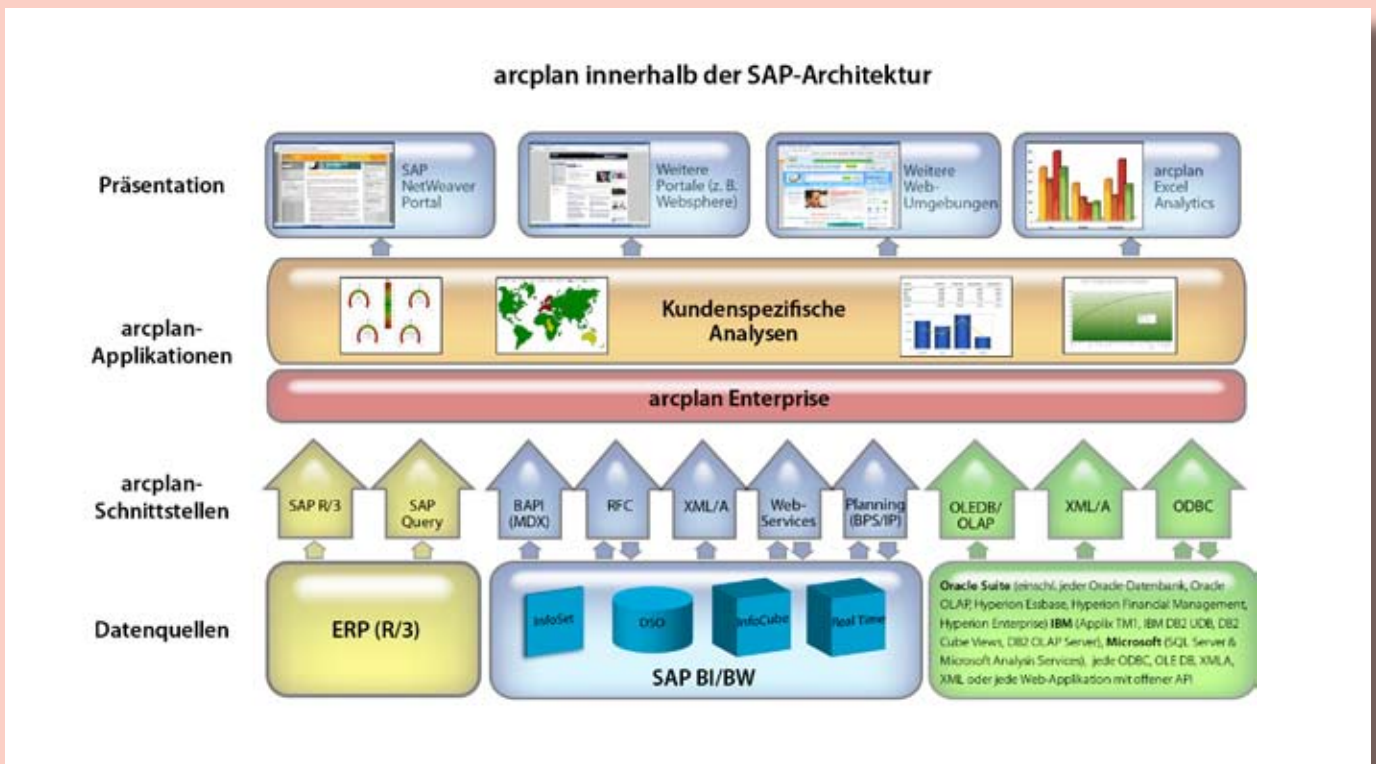 arcplan innerhalb der SAP-Architektur
Präsentation
SAP
NetWeaver
Portal
Weitere
Portale (z. B.
Websphere)
Weitere
Web-
Umgebungen
arcplan
Excel
Analytics
arcplan-
Applikationen
Kundenspezifische
Analysen
arcplan Enterprise
arcplan-
Schnittstellen
SAP R/3
SAP
Query
BAPI
(MDX)
RFC
XML/A
Web-
Services
Planning
(BPS/IP)
OLEDB/
OLAP
XML/A
ODBC
Datenquellen
ERP (R/3)
InfoSet
DSO
InfoCube
Real Time
SAP BI/BW
Oracle Suite (einschl. jeder Oracle-Datenbank, Oracle
OLAP, Hyperion Essbase, Hyperion Financial Management,
Hyperion Enterprise) IBM (Applix TM1, IBM DB2 UDB, DB2
Cube Views, DB2 OLAP Server), Microsoft (SQL Server &
Microsoft Analysis Services), jede ODBC, OLE DB, XMLA,
XML oder jede Web-Applikation mit offener API